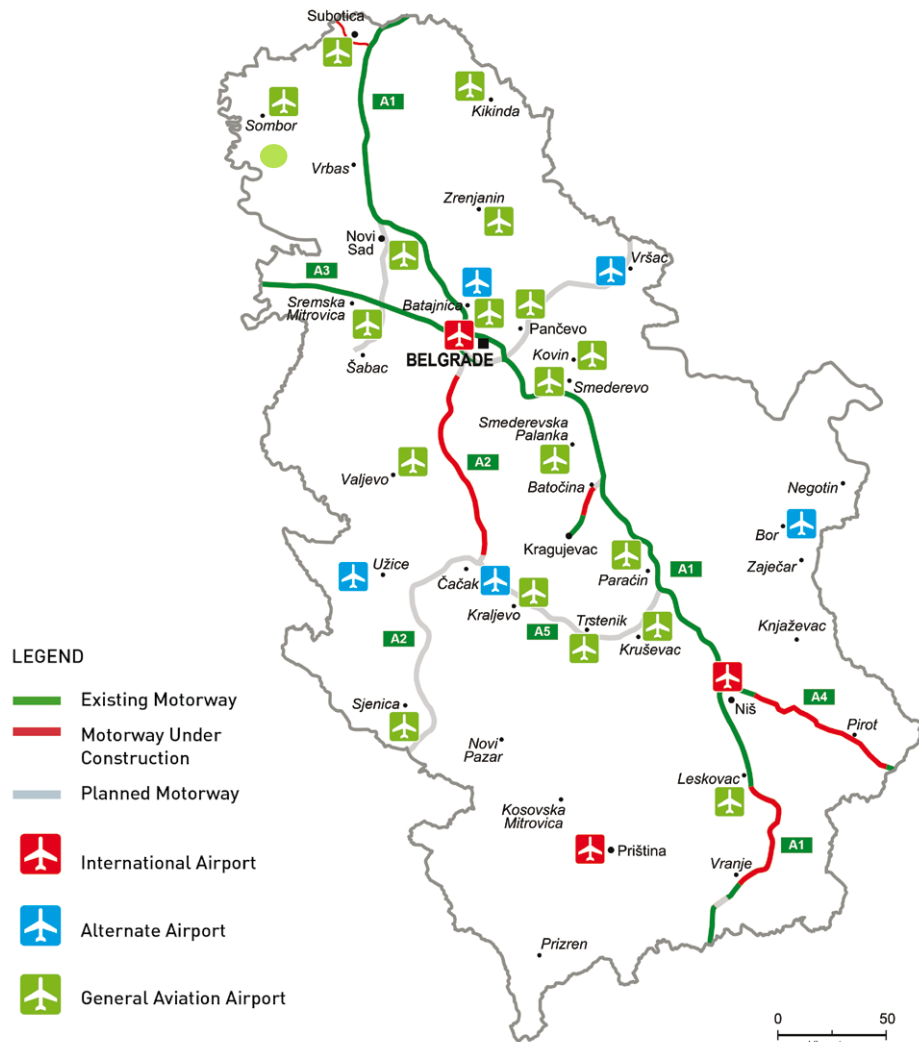 Subotica
A1
Kikinda
Sombor
Vrbas
Zrenjanin
Novi
Sad
Vršac
A3
Sremska
Mitrovica
Batajnica
Pančevo
BELGRADE
Kovin
Šabac
Smederevo
Smederevska
Palanka
A2
Valjevo
Batočina
Negotin
Bor
Kragujevac
Užice
Čačak
Paraćin
A1
Zaječar
Kraljevo
A5
Trstenik
A2
Kruševac
Knjaževac
LEGEND
Existing Motorway
Motorway Under
Construction
Planned Motorway
International Airport
Alternate Airport
General Aviation Airport
Sjenica
Niš
A4
Pirot
Novi
Pazar
Leskovac
Kosovska
Mitrovica
Priština
A1
Vranje
Prizren
0 50